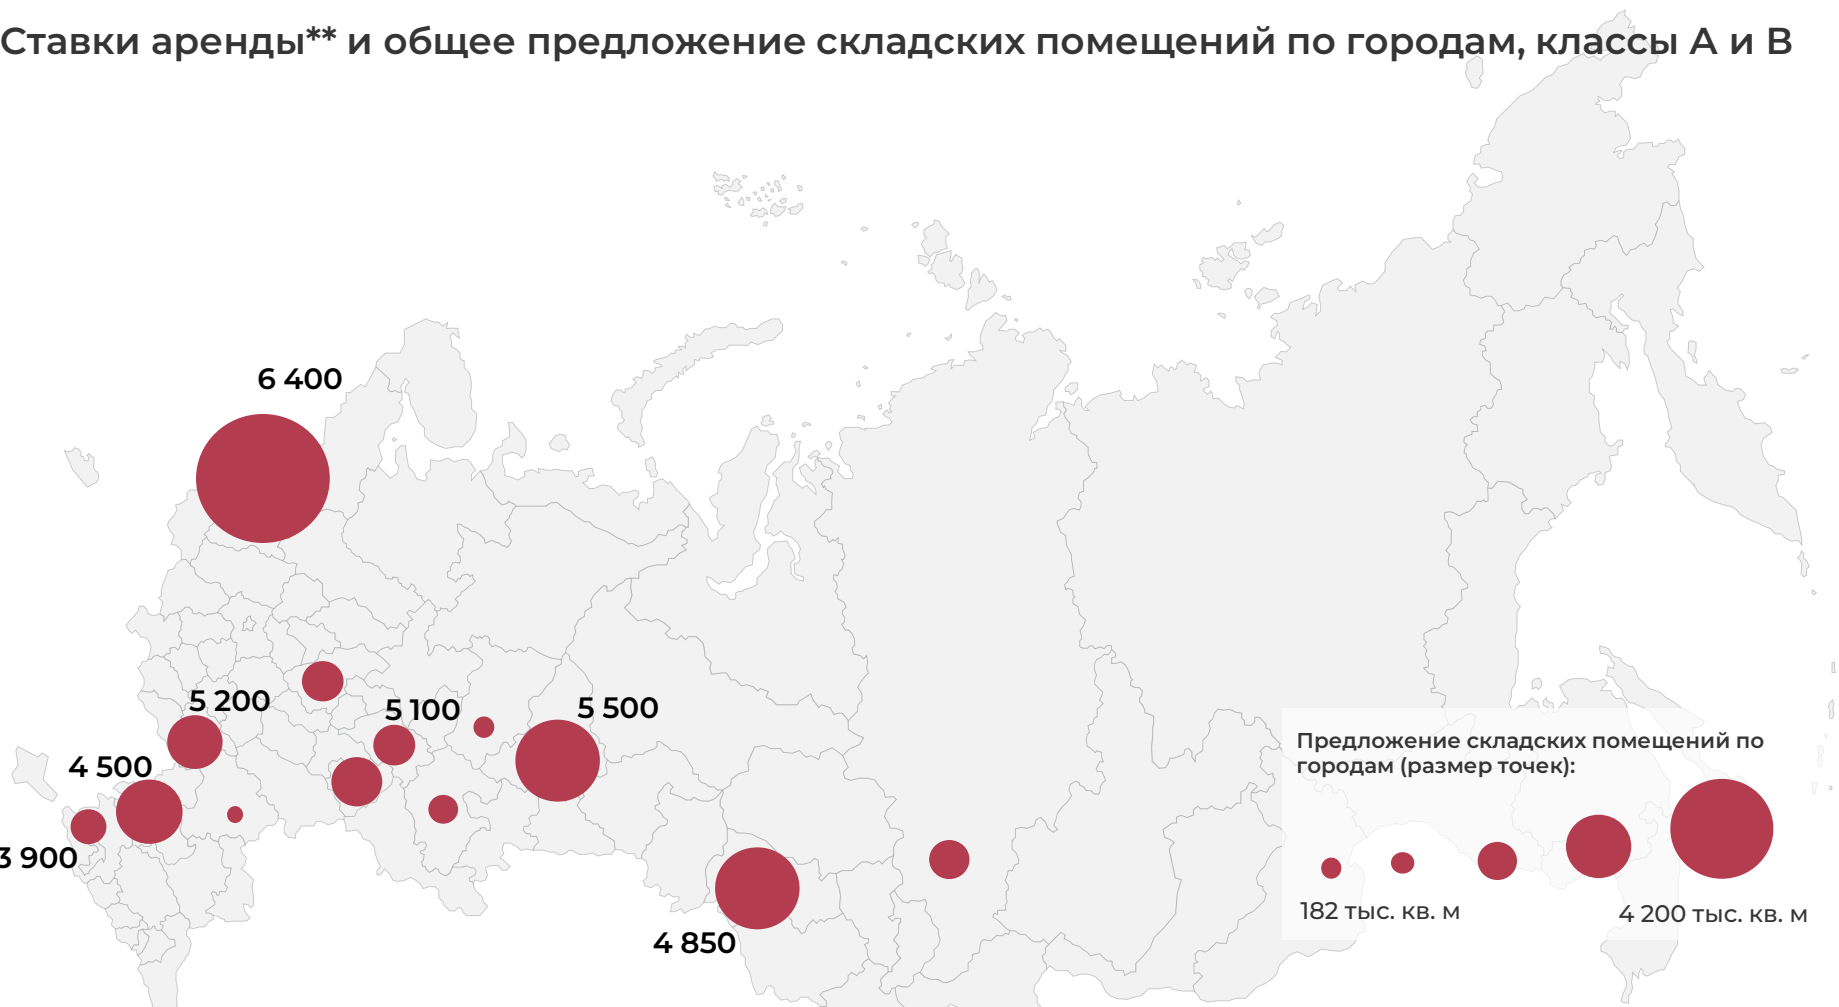 Ставки аренды** и общее предложение складских помещений по городам, классы А и В
6 400
5 200
5 100
5 500
4 500
3 900
4 850
Предложение складских помещений по
городам (размер точек):
182 тыс. кв. м
4 200 тыс. кв. м